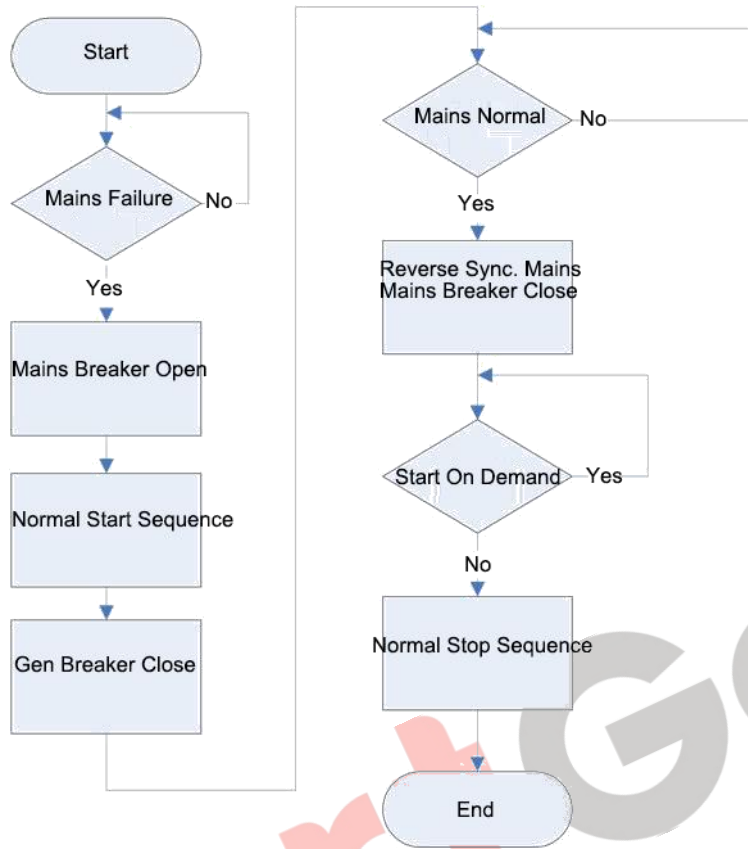 Start
Mains Failure
No
Yes
Mains Breaker Open
Normal Start Sequence
Gen Breaker Close
Mains Normal
No
Yes
Reverse Sync. Mains
Mains Breaker Close
Start On Demand
Yes
No
Normal Stop Sequence
End